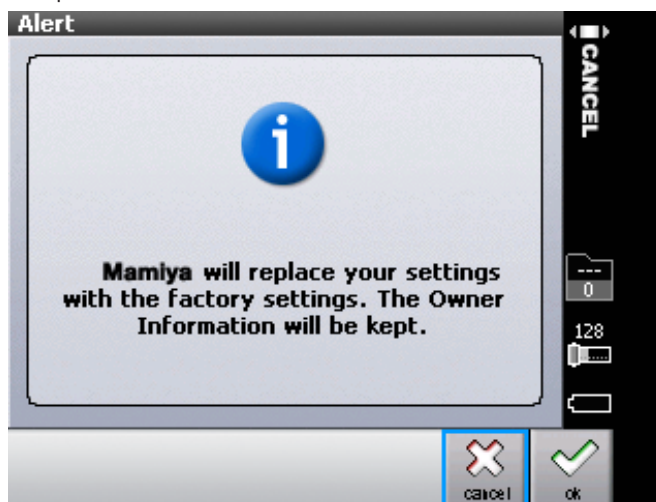 Alert
CANCEL
Mamiya will replace your settings
with the factory settings. The Owner
Information will be kept.
---
0
128
cancel
ok